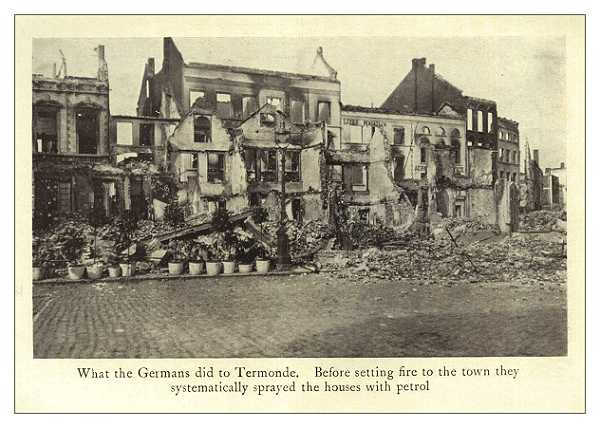 What the Germans did to Termonde. Before setting fire to the town they
systematically sprayed the houses with petrol